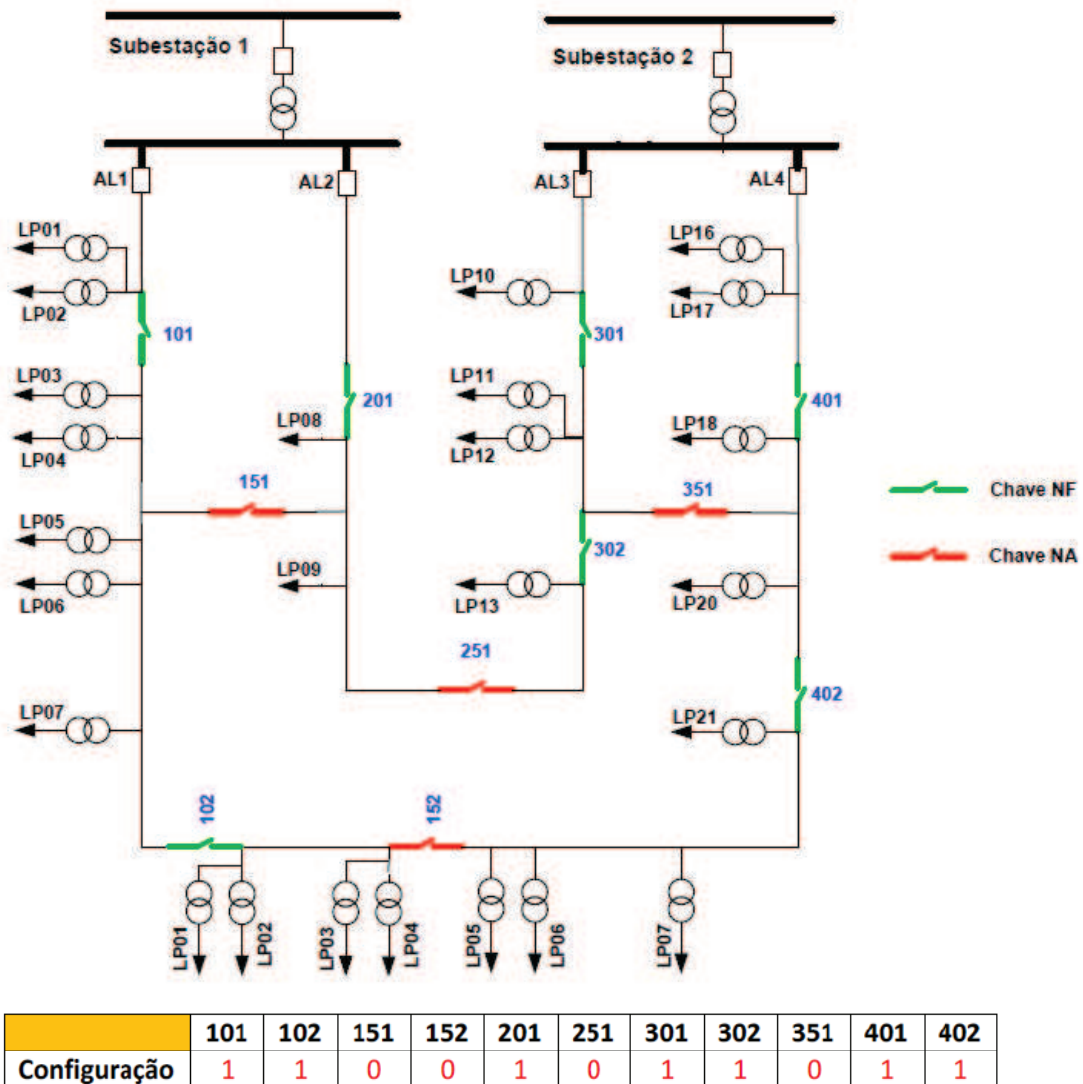 Subestação 1
Subestação 2
AL1
AL2
AL3
AL4
LP01
LP16
LP10
LP02
LP17
101
301
LP03
LP11
201
401
LP08
LP18
LP04
LP12
151
351
Chave NF
LP05
302
Chave NA
LP09
LP06
LP13
LP20
251
402
LP07
LP21
102
152
LP01
LP02
LP03
LP04
LP05
LP06
LP07
101 102 151 152 201 251 301 302 351 401 402
Configuração 1 1 0 0 1 0 1 1 0 1 1